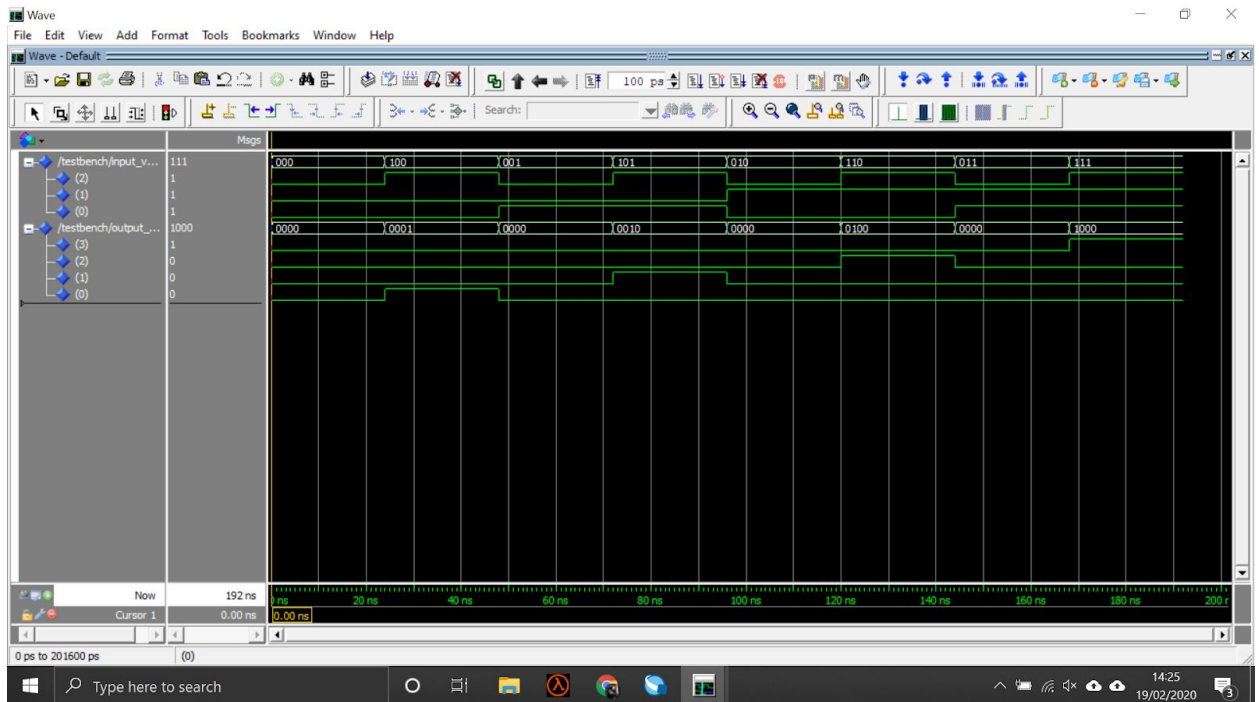 Wave
File Edit View Add Format Tools Bookmarks Window Help
Wave - Default
100 ps
Search:
Msgs
/testbench/input_v... 111 000 100 001 101 010 110 011 111
(2) 1
(1) 1
(0) 1
/testbench/output_... 1000 0000 0001 0000 0010 0000 0100 0000 1000
(3) 1
(2) 0
(1) 0
(0) 0
Now 192 ns ns 20 ns 40 ns 60 ns 80 ns 100 ns 120 ns 140 ns 160 ns 180 ns 200
Cursor 1 0.00 ns 0.00 ns
0 ps to 201600 ps (0)
Type here to search 14:25
19/02/2020
3